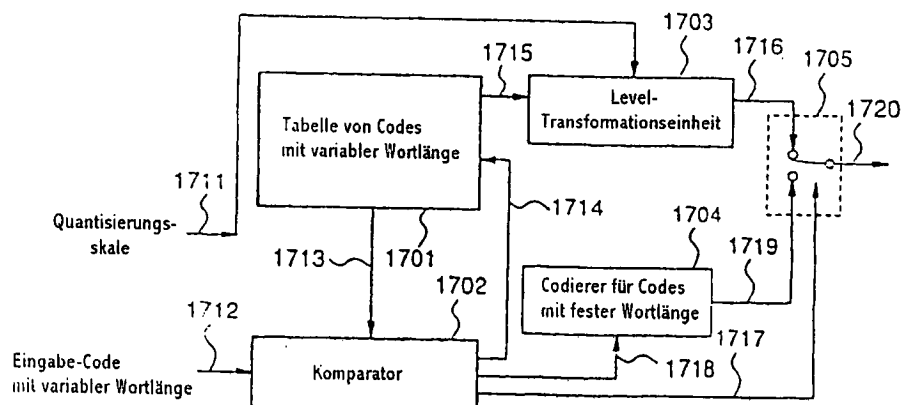 1703
1715
1716
1705
Level-
Transformationseinheit
1720
Tabelle von Codes
mit variabler Wortlänge
1711
1714
Quantisierungs-
skale
1713
1701
1704
1719
1702
Codierer für Codes
mit fester Wortlänge
1717
1712
Eingabe-Code
mit variabler Wortlänge
Komparator
1718